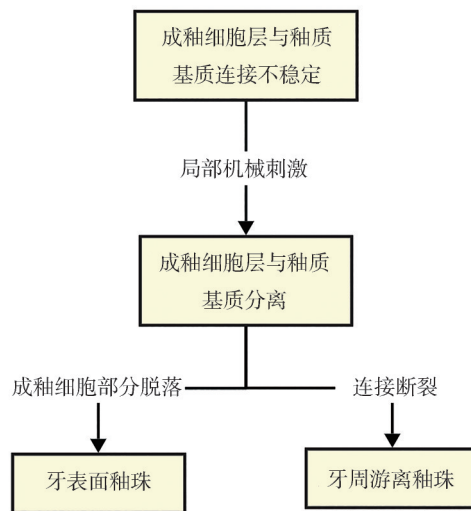 成釉细胞层与釉质
基质连接不稳定
局部机械刺激
成釉细胞层与釉质
基质分离
成釉细胞部分脱落
连接断裂
牙表面釉珠
牙周游离釉珠